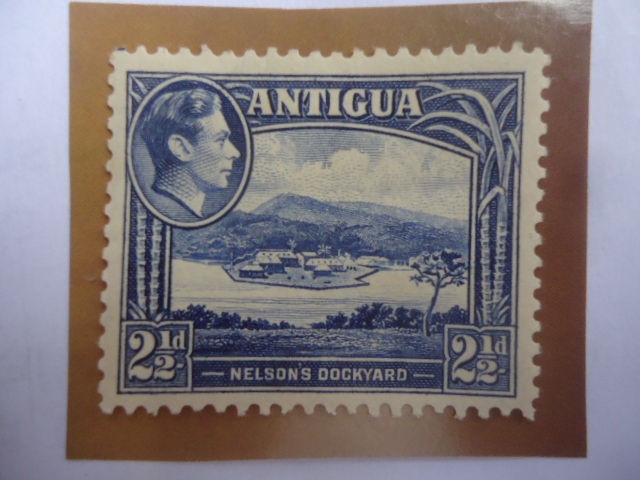 ANTIGUA
2½d 2½d
— NELSON'S DOCKYARD —